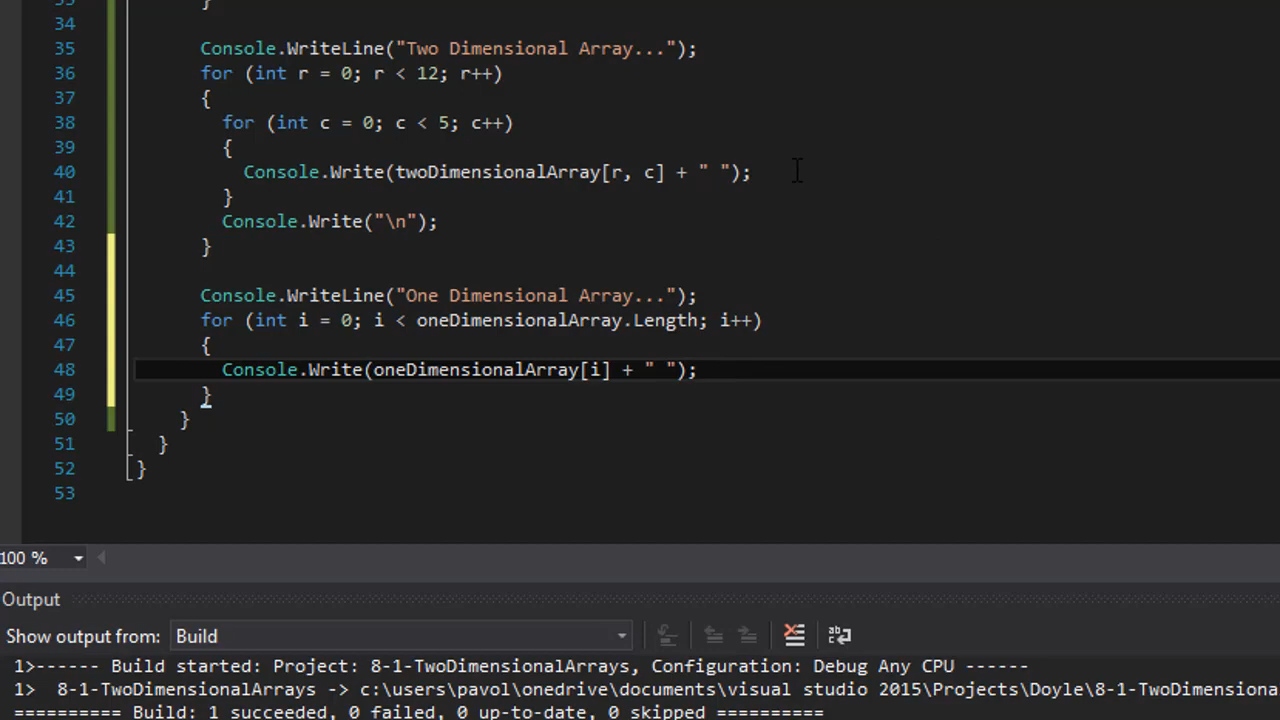 33 }
34
35 Console.WriteLine("Two Dimensional Array...");
36 for (int r = 0; r < 12; r++)
37 {
38 for (int c = 0; c < 5; c++)
39 {
40 Console.Write(twoDimensionalArray[r, c] + " ");
41 }
42 Console.Write("\n");
43 }
44
45 Console.WriteLine("One Dimensional Array...");
46 for (int i = 0; i < oneDimensionalArray.Length; i++)
47 {
48 Console.Write(oneDimensionalArray[i] + " ");
49 }
50 }
51 }
52 }
53
100 %
Output
Show output from: Build
1>------ Build started: Project: 8-1-TwoDimensionalArrays, Configuration: Debug Any CPU ------
1> 8-1-TwoDimensionalArrays -> c:\users\pavol\onedrive\documents\visual studio 2015\Projects\Doyle\8-1-TwoDimensiona
========== Build: 1 succeeded, 0 failed, 0 up-to-date, 0 skipped ==========